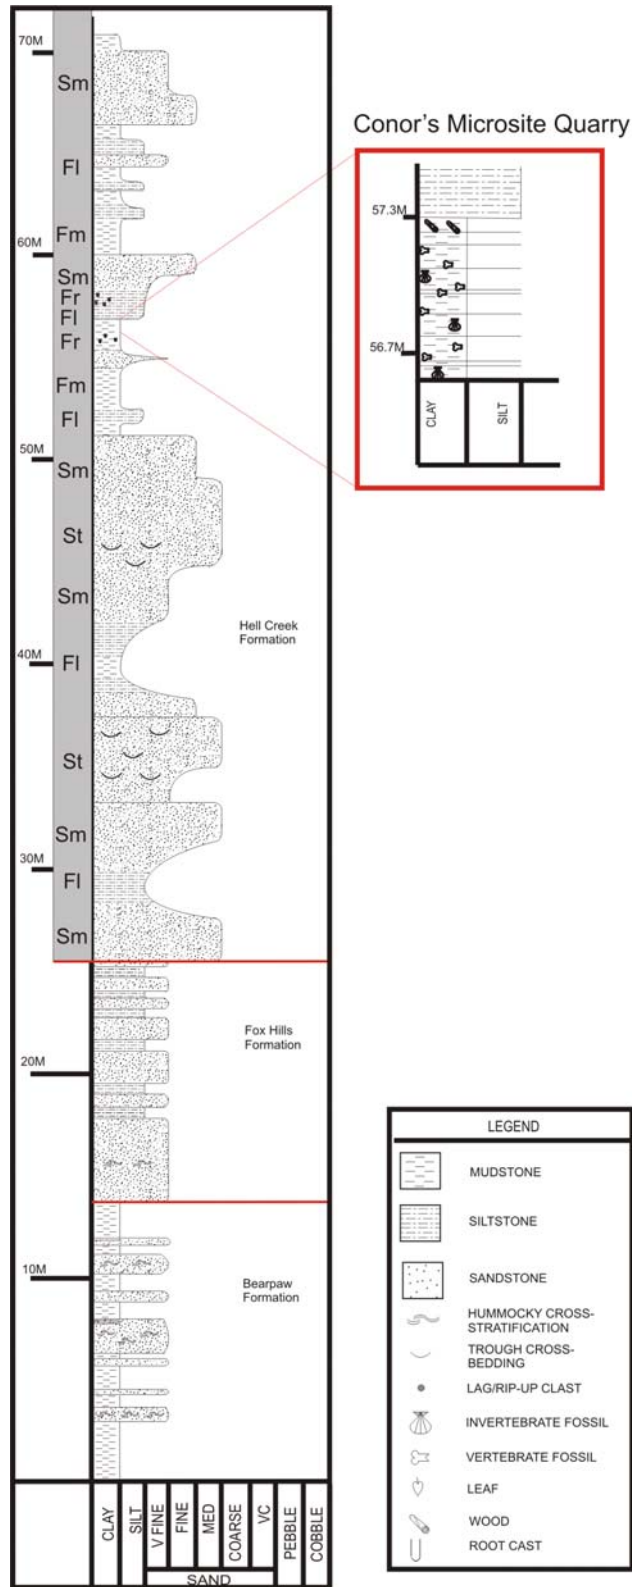 70M
Sm
Fl
Fm
60M
Sm
Fr
Fl
Fr
Fm
Fl
50M
Sm
St
Sm
40M
Fl
St
Sm
30M
Fl
Sm
20M
10M
Hell Creek
Formation
Fox Hills
Formation
Bearpaw
Formation
CLAY
SILT
V FINE
FINE
MED
COARSE
VC
PEBBLE
COBBLE
SAND
Conor's Microsite Quarry
57.3M
56.7M
CLAY
SILT
LEGEND
MUDSTONE
SILTSTONE
SANDSTONE
HUMMOCKY CROSS-
STRATIFICATION
TROUGH CROSS-
BEDDING
LAG/RIP-UP CLAST
INVERTEBRATE FOSSIL
VERTEBRATE FOSSIL
LEAF
WOOD
ROOT CAST